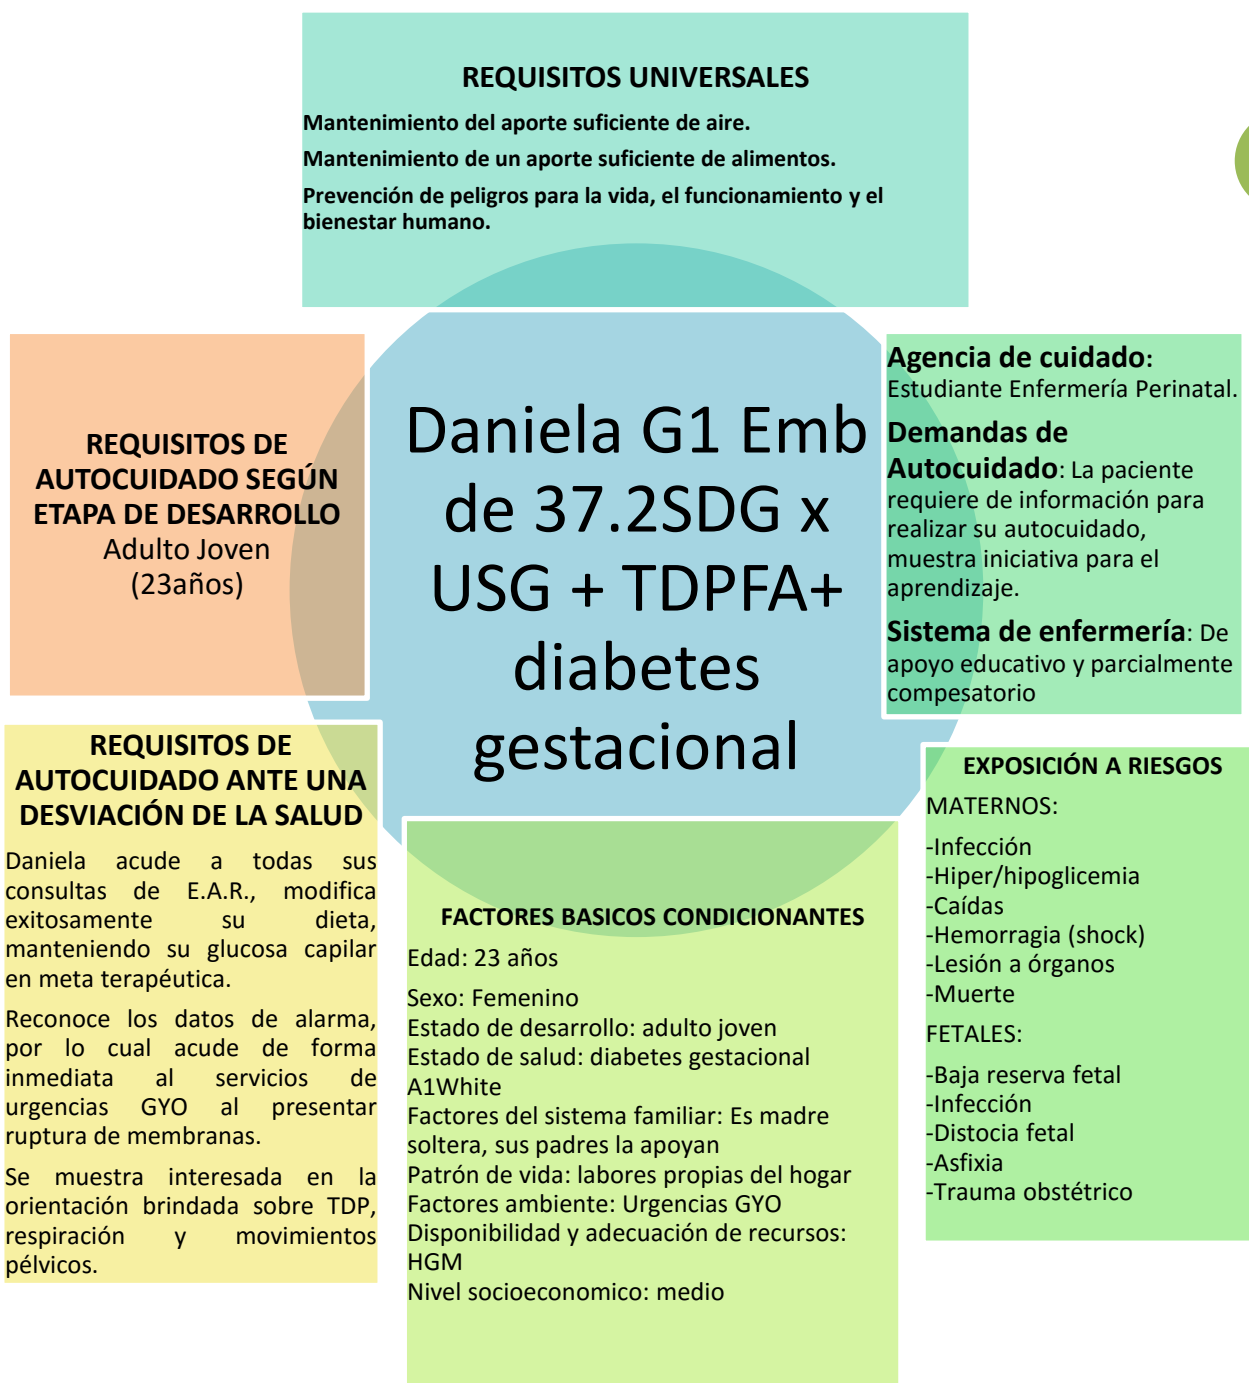 REQUISITOS UNIVERSALES
Mantenimiento del aporte suficiente de aire.
Mantenimiento de un aporte suficiente de alimentos.
Prevención de peligros para la vida, el funcionamiento y el
bienestar humano.
REQUISITOS DE
AUTOCUIDADO SEGÚN
ETAPA DE DESARROLLO
Adulto Joven
(23años)
Daniela G1 Emb
de 37.2SDG x
USG + TDPFA+
diabetes
gestacional
Agencia de cuidado:
Estudiante Enfermería Perinatal.
Demandas de
Autocuidado: La paciente
requiere de información para
realizar su autocuidado,
muestra iniciativa para el
aprendizaje.
Sistema de enfermería: De
apoyo educativo y parcialmente
compesatorio
REQUISITOS DE
AUTOCUIDADO ANTE UNA
DESVIACIÓN DE LA SALUD
Daniela acude a todas sus
consultas de E.A.R., modifica
exitosamente su dieta,
manteniendo su glucosa capilar
en meta terapéutica.
Reconoce los datos de alarma,
por lo cual acude de forma
inmediata al servicios de
urgencias GYO al presentar
ruptura de membranas.
Se muestra interesada en la
orientación brindada sobre TDP,
respiración y movimientos
pélvicos.
FACTORES BASICOS CONDICIONANTES
Edad: 23 años
Sexo: Femenino
Estado de desarrollo: adulto joven
Estado de salud: diabetes gestacional
A1White
Factores del sistema familiar: Es madre
soltera, sus padres la apoyan
Patrón de vida: labores propias del hogar
Factores ambiente: Urgencias GYO
Disponibilidad y adecuación de recursos:
HGM
Nivel socioeconomico: medio
EXPOSICIÓN A RIESGOS
MATERNOS:
-Infección
-Hiper/hipoglicemia
-Caídas
-Hemorragia (shock)
-Lesión a órganos
-Muerte
FETALES:
-Baja reserva fetal
-Infección
-Distocia fetal
-Asfixia
-Trauma obstétrico